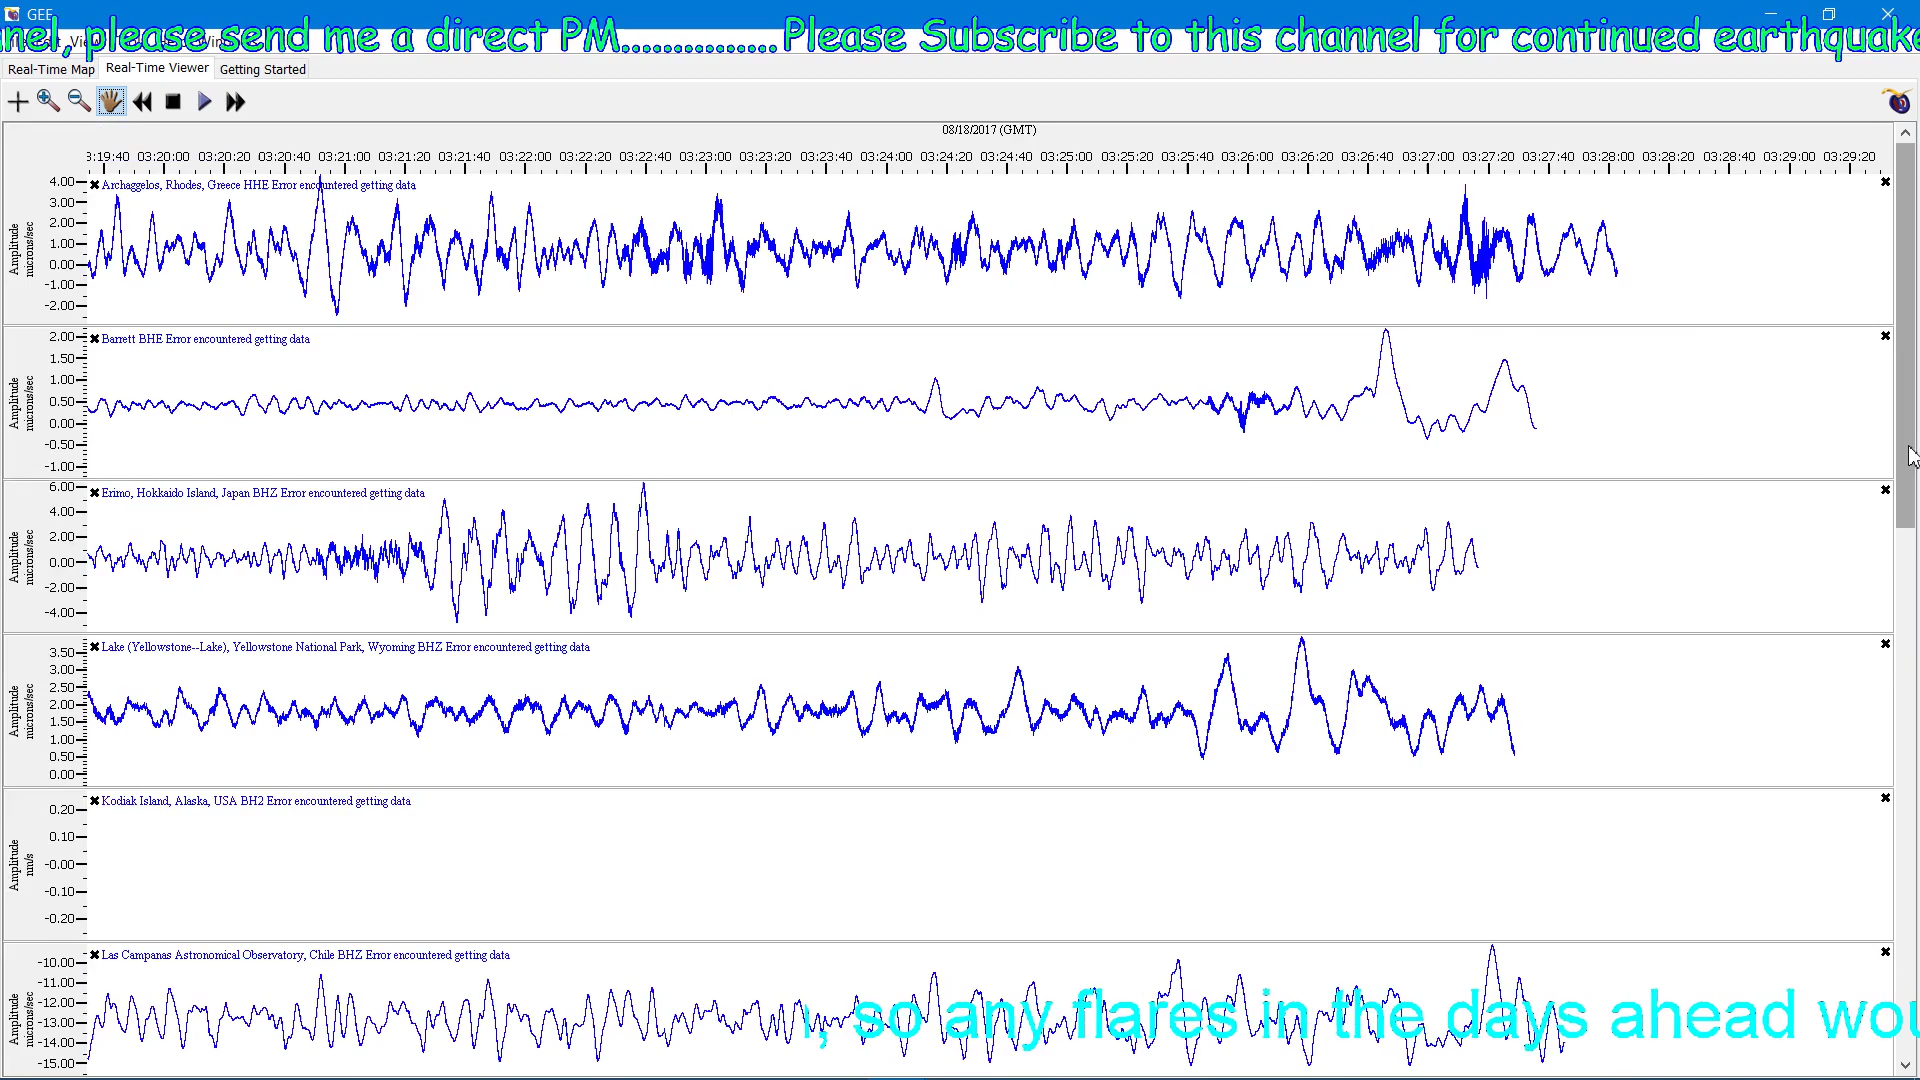 GEE
nel, please send me a direct PM...............Please Subscribe to this channel for continued earthquake
Real-Time Map Real-Time Viewer Getting Started
08/18/2017 (GMT)
3:19:40 03:20:00 03:20:20 03:20:40 03:21:00 03:21:20 03:21:40 03:22:00 03:22:20 03:22:40 03:23:00 03:23:20 03:23:40 03:24:00 03:24:20 03:24:40 03:25:00 03:25:20 03:25:40 03:26:00 03:26:20 03:26:40 03:27:00 03:27:20 03:27:40 03:28:00 03:28:20 03:28:40 03:29:00 03:29:20
Archaggelos, Rhodes, Greece HHE Error encountered getting data
4.00
3.00
2.00
1.00
0.00
-1.00
-2.00
Amplitude
microns/sec
Barrett BHE Error encountered getting data
2.00
1.50
1.00
0.50
0.00
-0.50
-1.00
Amplitude
microns/sec
Erimo, Hokkaido Island, Japan BHZ Error encountered getting data
6.00
4.00
2.00
0.00
-2.00
-4.00
Amplitude
microns/sec
Lake (Yellowstone--Lake), Yellowstone National Park, Wyoming BHZ Error encountered getting data
3.50
3.00
2.50
2.00
1.50
1.00
0.50
0.00
Amplitude
microns/sec
Kodiak Island, Alaska, USA BH2 Error encountered getting data
0.20
0.10
-0.00
-0.10
-0.20
Amplitude
nm/s
Las Campanas Astronomical Observatory, Chile BHZ Error encountered getting data
-10.00
-11.00
-12.00
-13.00
-14.00
-15.00
Amplitude
microns/sec
, so any flares in the days ahead wou